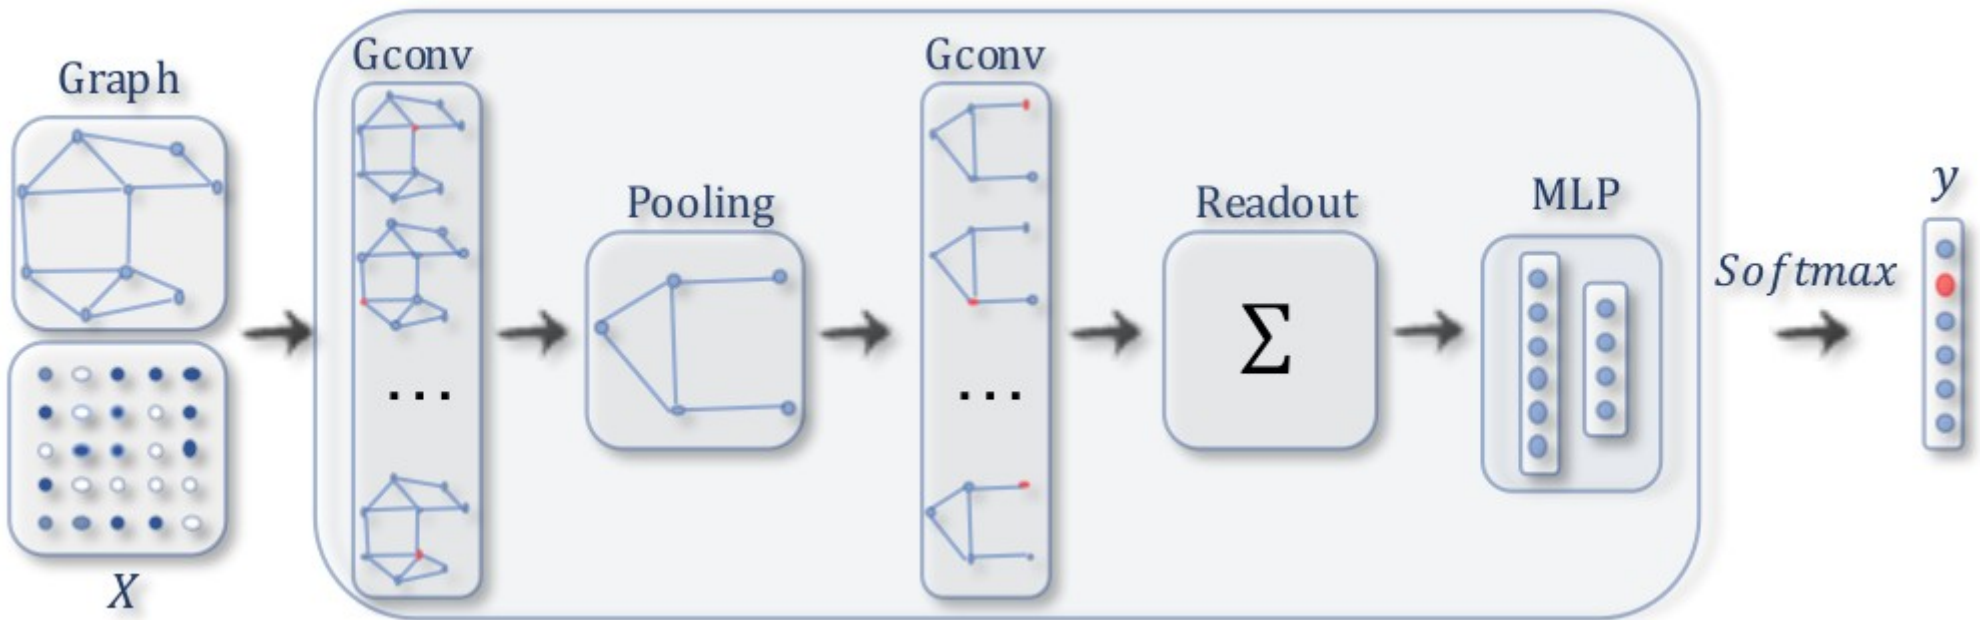 Graph
X
Gconv
...
Pooling
Gconv
...
Readout
Σ
MLP
Softmax
y